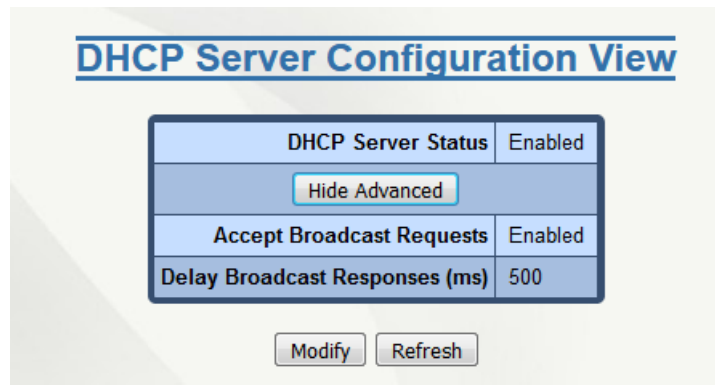 DHCP Server Configuration View
DHCP Server Status Enabled
Hide Advanced
Accept Broadcast Requests Enabled
Delay Broadcast Responses (ms) 500
Modify Refresh